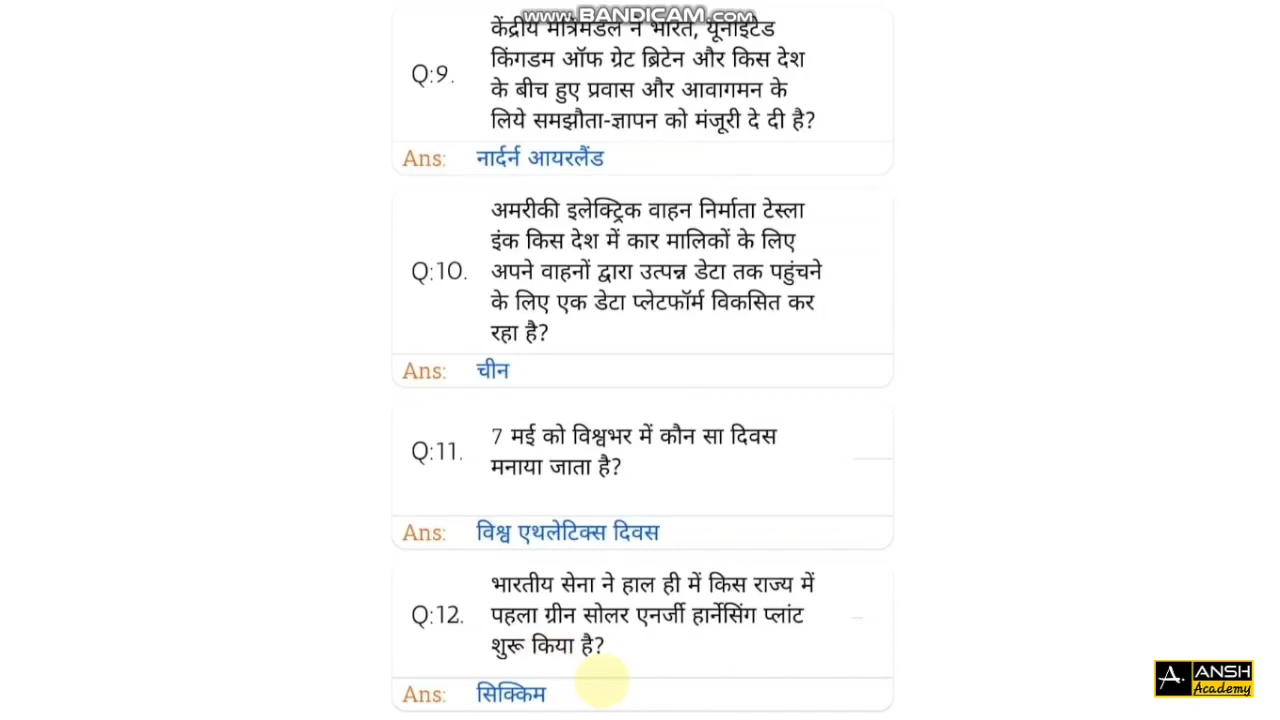 www.BANDICAM.com
केंद्रीय मंत्रिमंडल ने भारत, यूनाइटेड
किंगडम ऑफ ग्रेट ब्रिटेन और किस देश
Q:9.
के बीच हुए प्रवास और आवागमन के
लिये समझौता-ज्ञापन को मंजूरी दे दी है?
Ans: नार्दर्न आयरलैंड
अमरीकी इलेक्ट्रिक वाहन निर्माता टेस्ला
इंक किस देश में कार मालिकों के लिए
Q:10. अपने वाहनों द्वारा उत्पन्न डेटा तक पहुंचने
के लिए एक डेटा प्लेटफॉर्म विकसित कर
रहा है?
Ans: चीन
7 मई को विश्वभर में कौन सा दिवस
Q:11.
मनाया जाता है?
Ans: विश्व एथलेटिक्स दिवस
भारतीय सेना ने हाल ही में किस राज्य में
Q:12. पहला ग्रीन सोलर एनर्जी हार्नेसिंग प्लांट
शुरू किया है?
Ans: सिक्किम
A. ANSH
Academy